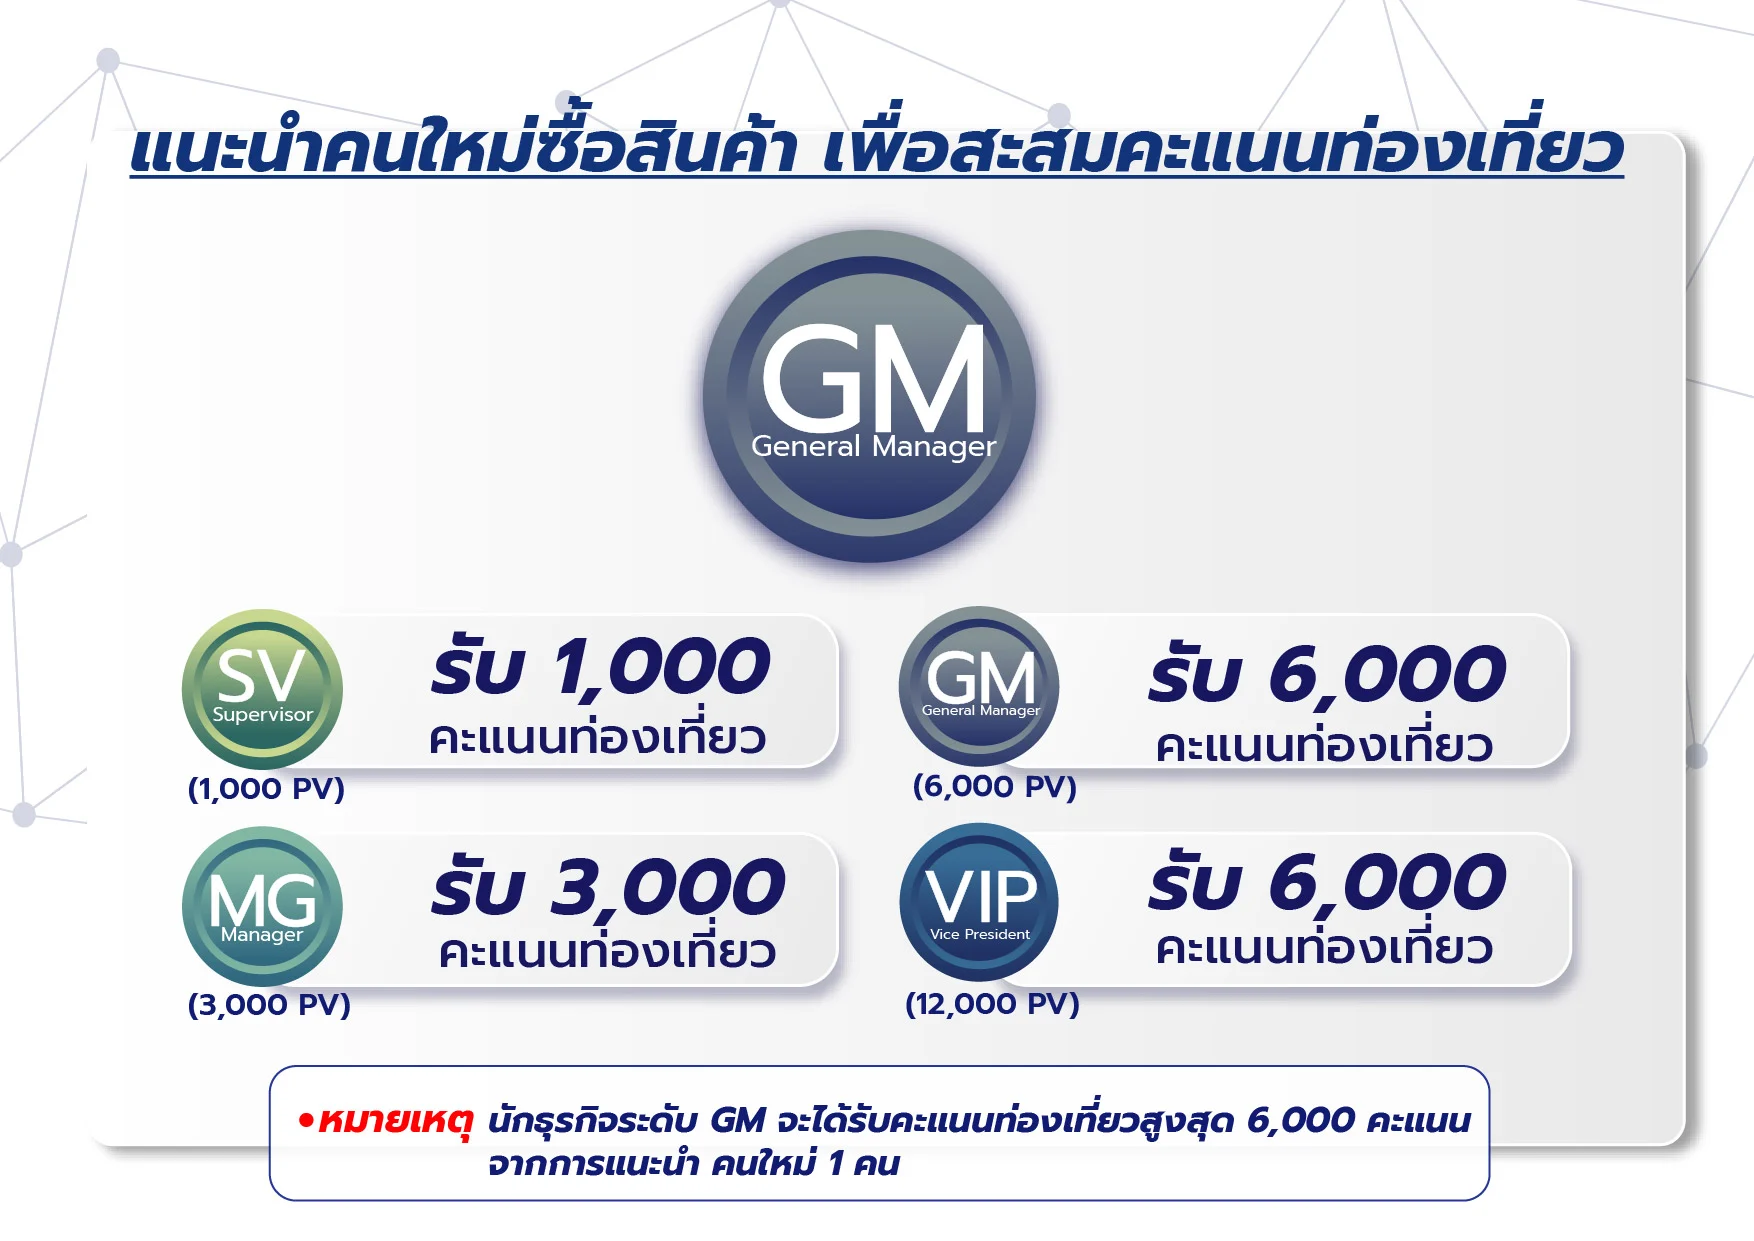 แนะนำคนใหม่ซื้อสินค้า เพื่อสะสมคะแนนท่องเที่ยว
GM
General Manager
SV
Supervisor
(1,000 PV)
รับ 1,000
คะแนนท่องเที่ยว
GM
General Manager
(6,000 PV)
รับ 6,000
คะแนนท่องเที่ยว
MG
Manager
(3,000 PV)
รับ 3,000
คะแนนท่องเที่ยว
VIP
Vice President
(12,000 PV)
รับ 6,000
คะแนนท่องเที่ยว
•หมายเหตุ นักธุรกิจระดับ GM จะได้รับคะแนนท่องเที่ยวสูงสุด 6,000 คะแนน
จากการแนะนำ คนใหม่ 1 คน